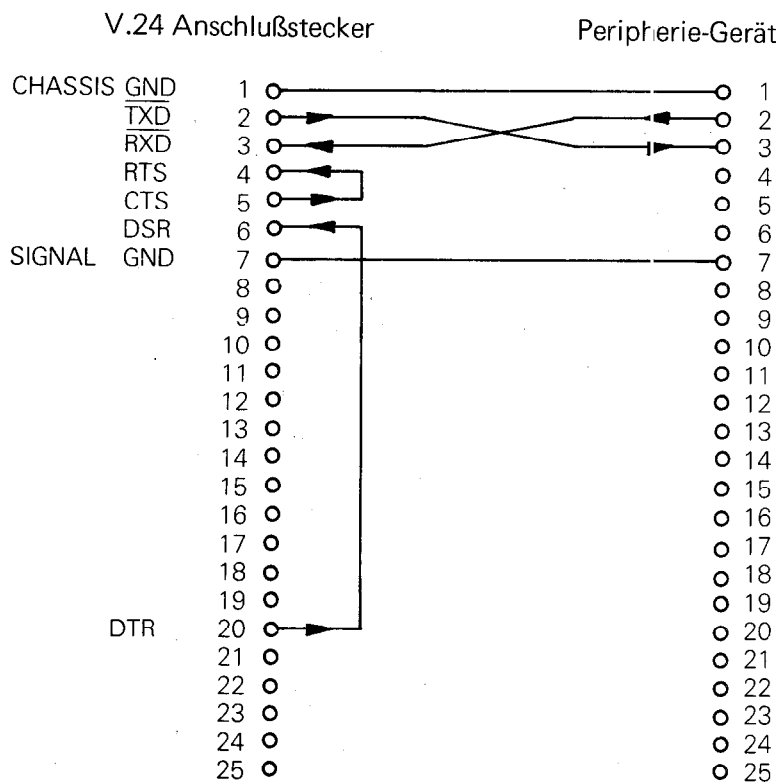 V.24 Anschlußstecker Peripherie-Gerät
CHASSIS GND 1 1
TXD 2 2
RXD 3 3
RTS 4 4
CTS 5 5
DSR 6 6
SIGNAL GND 7 7
8 8
9 9
10 10
11 11
12 12
13 13
14 14
15 15
16 16
17 17
18 18
19 19
DTR 20 20
21 21
22 22
23 23
24 24
25 25